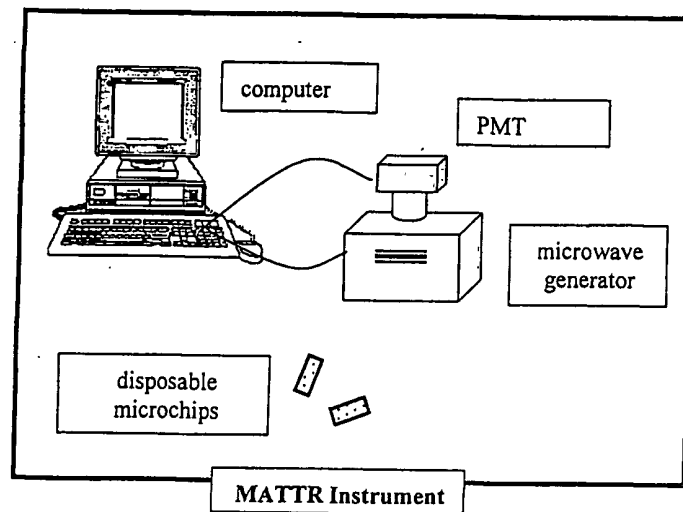 computer
PMT
microwave
generator
disposable
microchips
MATTR Instrument